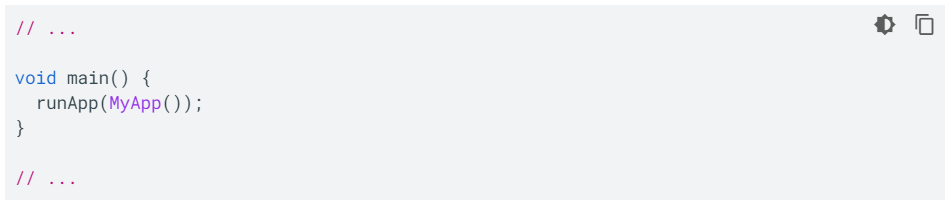 // ...
void main() {
  runApp(MyApp());
}
// ...